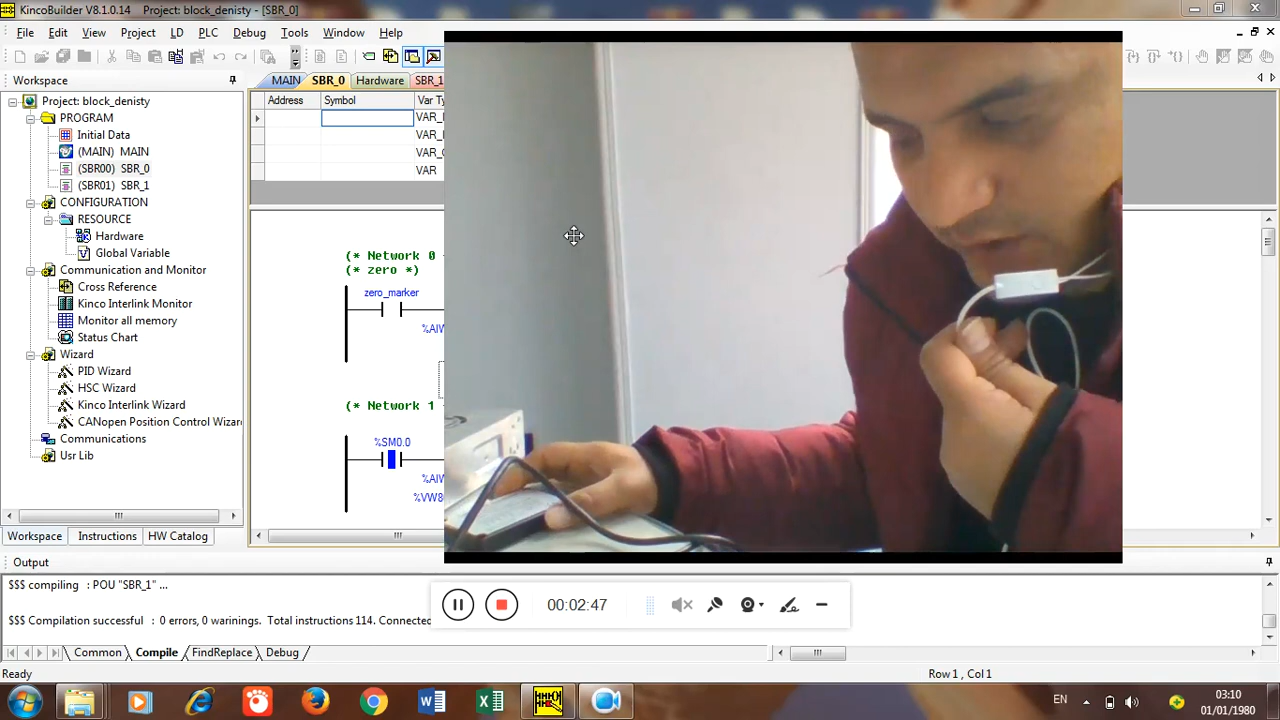 KincoBuilder V8.1.0.14 Project: block_denisty - [SBR_0]
File Edit View Project LD PLC Debug Tools Window Help
Workspace
MAIN SBR_0 Hardware SBR_1
Address Symbol Var Ty
VAR_
VAR_
VAR_
VAR
Project: block_denisty
PROGRAM
Initial Data
(MAIN) MAIN
(SBR00) SBR_0
(SBR01) SBR_1
CONFIGURATION
RESOURCE
Hardware
Global Variable
Communication and Monitor
Cross Reference
Kinco Interlink Monitor
Monitor all memory
Status Chart
Wizard
PID Wizard
HSC Wizard
Kinco Interlink Wizard
CANopen Position Control Wizar
Communications
Usr Lib
Workspace Instructions HW Catalog
(* Network 0
(* zero *)
zero_marker
%AIW
(* Network 1
%SM0.0
%AIW
%VW8
Output
$$$ compiling : POU "SBR_1" ...
$$$ Compilation successful : 0 errors, 0 warinings. Total instructions 114. Connected
00:02:47
Common Compile FindReplace Debug
Ready
Row 1 , Col 1
EN
03:10
01/01/1980